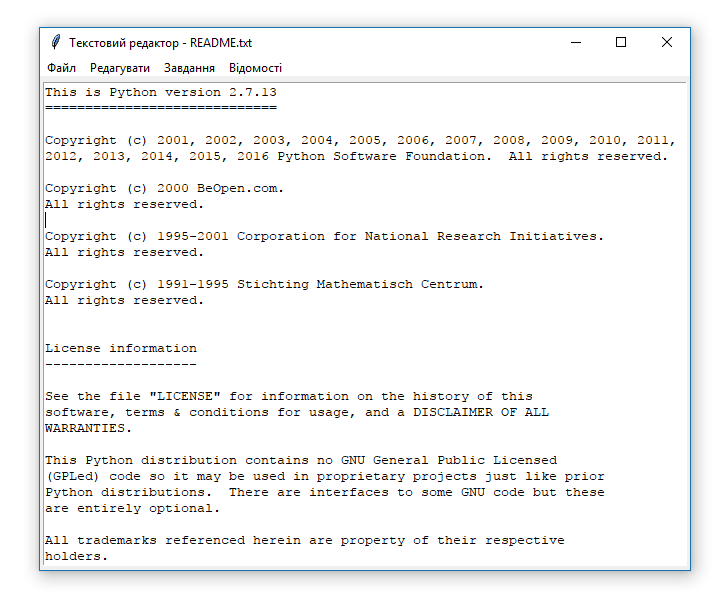 Текстовий редактор - README.txt
Файл Редагувати Завдання Відомості
This is Python version 2.7.13
=============================
Copyright (c) 2001, 2002, 2003, 2004, 2005, 2006, 2007, 2008, 2009, 2010, 2011,
2012, 2013, 2014, 2015, 2016 Python Software Foundation.  All rights reserved.
Copyright (c) 2000 BeOpen.com.
All rights reserved.
Copyright (c) 1995-2001 Corporation for National Research Initiatives.
All rights reserved.
Copyright (c) 1991-1995 Stichting Mathematisch Centrum.
All rights reserved.
License information
-------------------
See the file "LICENSE" for information on the history of this
software, terms & conditions for usage, and a DISCLAIMER OF ALL
WARRANTIES.
This Python distribution contains no GNU General Public Licensed
(GPLed) code so it may be used in proprietary projects just like prior
Python distributions.  There are interfaces to some GNU code but these
are entirely optional.
All trademarks referenced herein are property of their respective
holders.